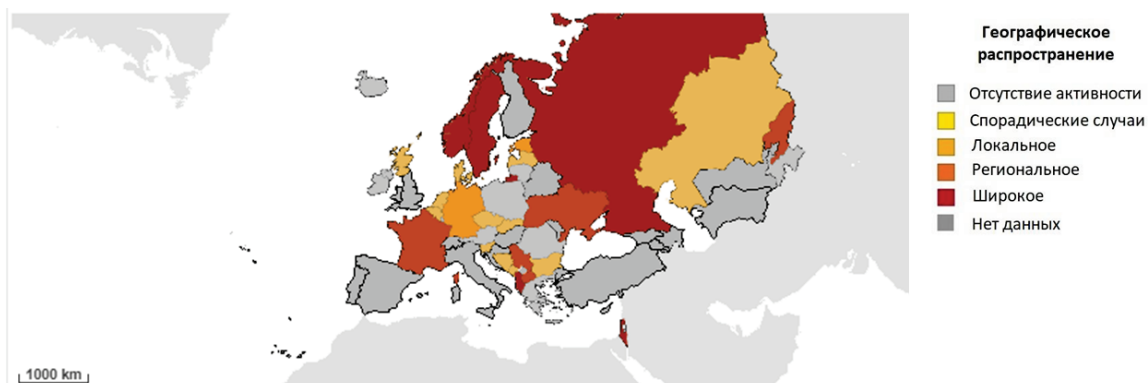 Географическое
распространение
Отсутствие активности
Спорадические случаи
Локальное
Региональное
Широкое
Нет данных
1000 km